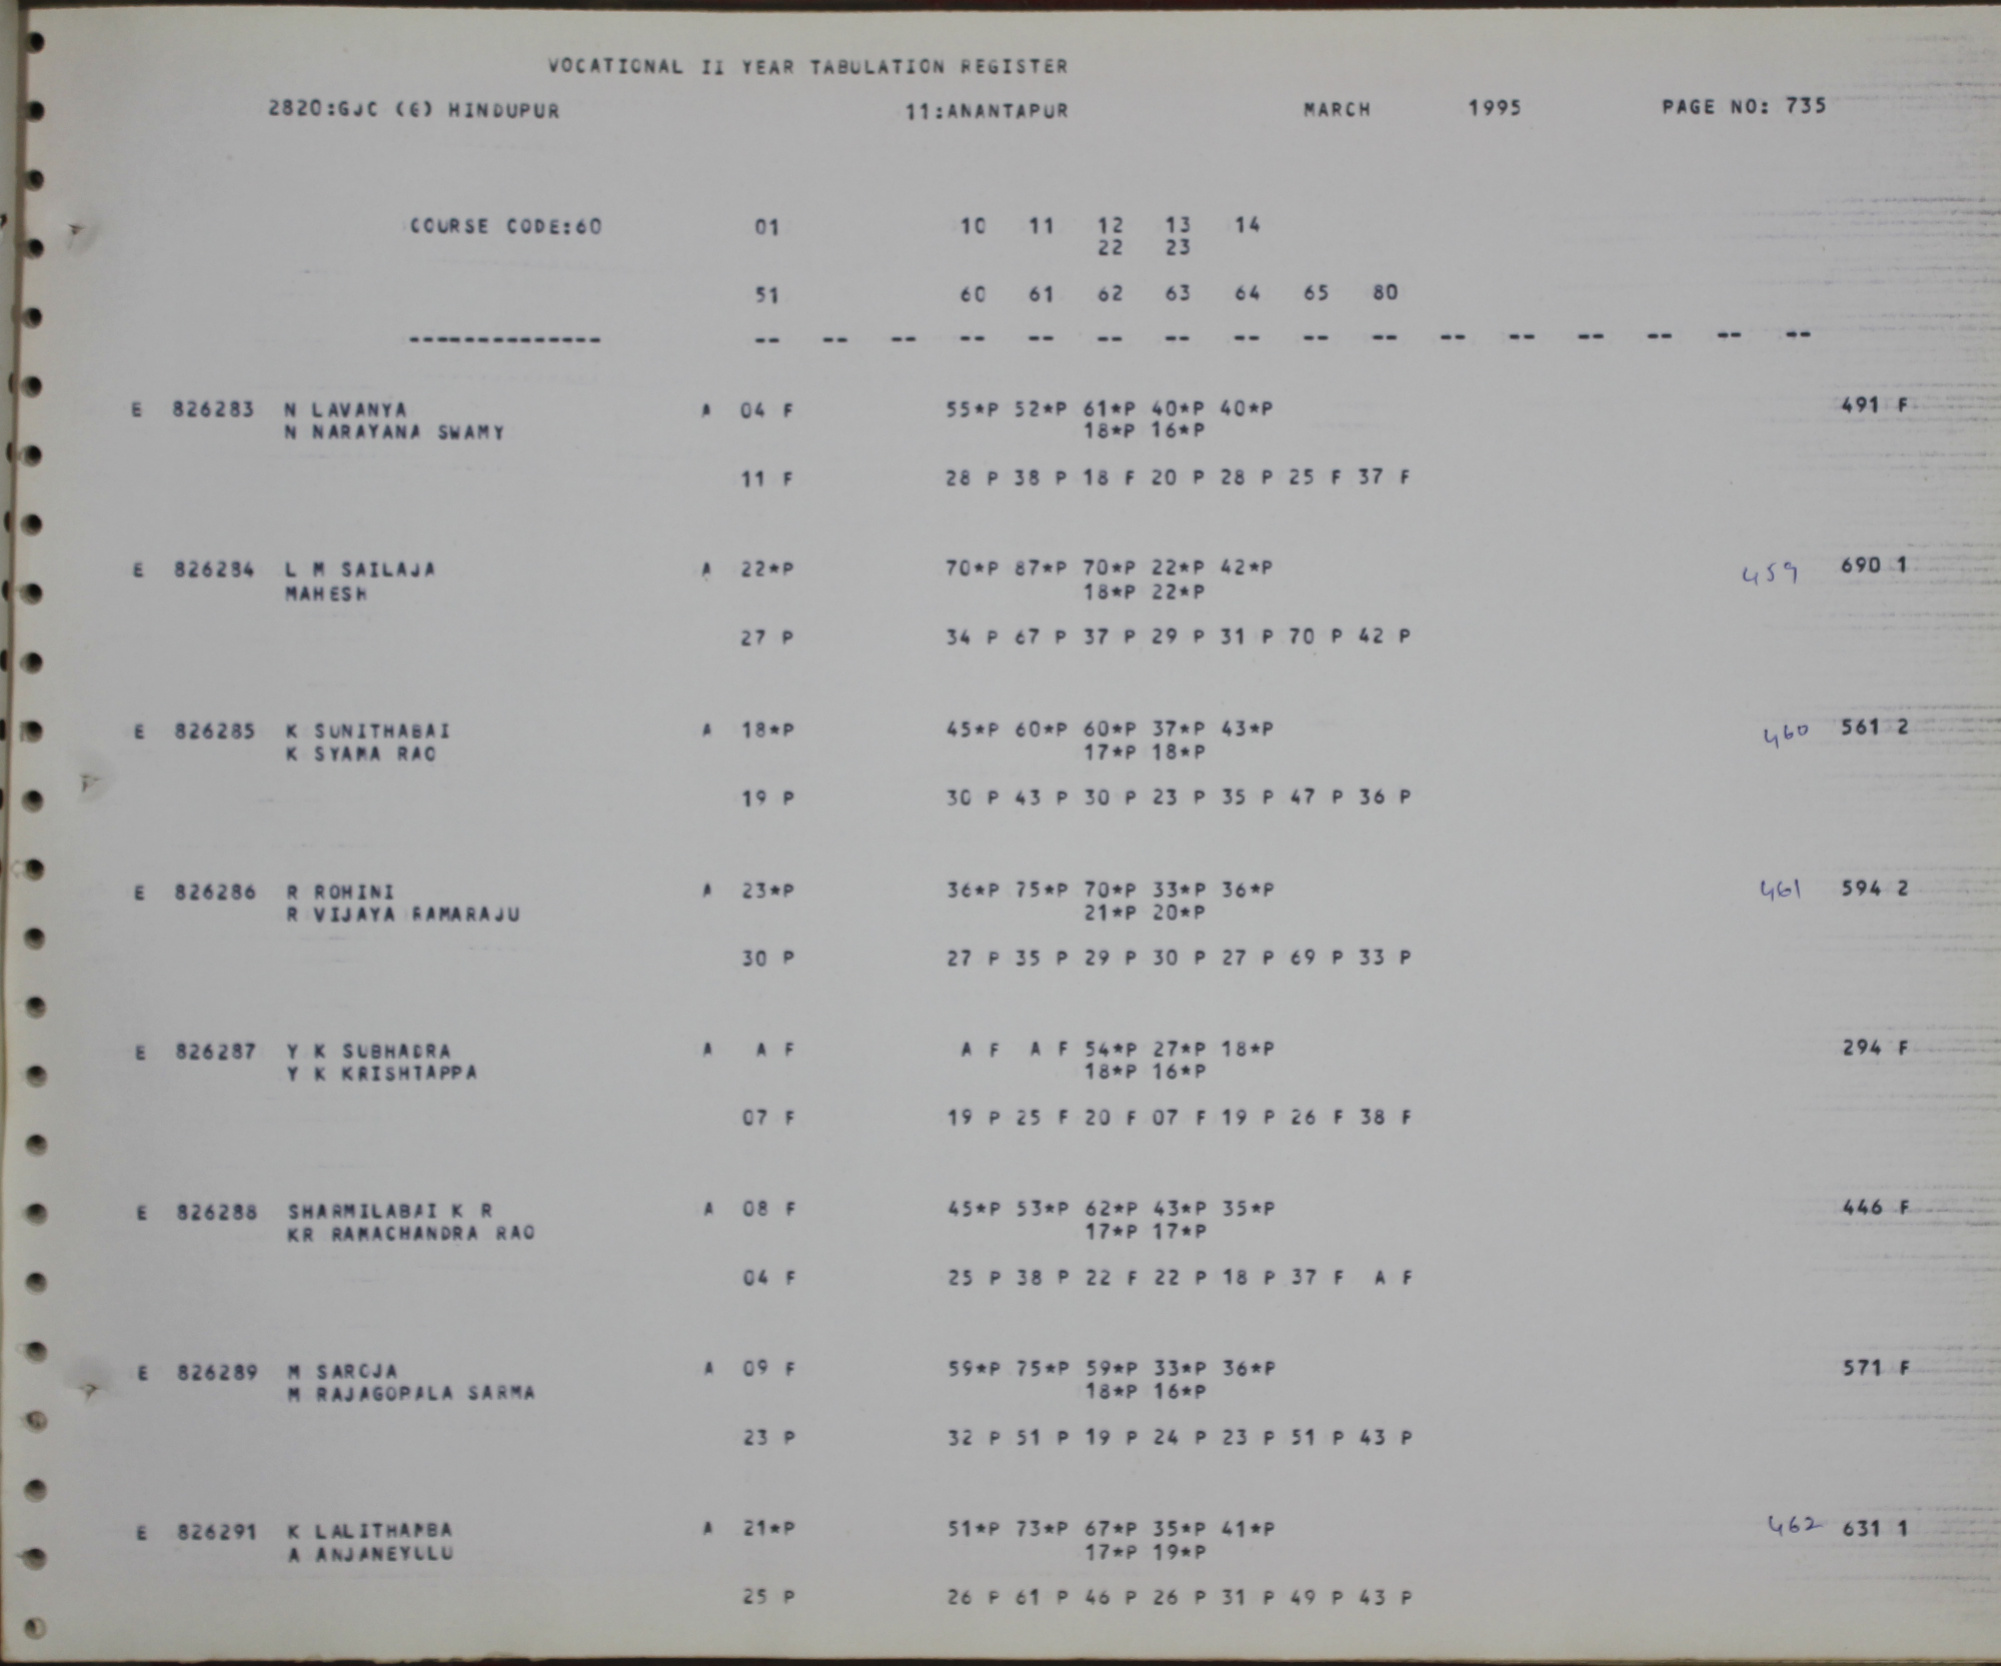 VOCATIONAL II YEAR TABULATION REGISTER
2820:GJC (G) HINDUPUR 11:ANANTAPUR MARCH 1995 PAGE NO: 735
COURSE CODE:60 01 10 11 12 13 14
22 23
51 60 61 62 63 64 65 80
-------------- -- -- -- -- -- -- -- -- -- -- -- -- -- -- -- --
E 826283 N LAVANYA A 04 F 55*P 52*P 61*P 40*P 40*P 491 F
N NARAYANA SWAMY 18*P 16*P
11 F 28 P 38 P 18 F 20 P 28 P 25 F 37 F
E 826284 L M SAILAJA A 22*P 70*P 87*P 70*P 22*P 42*P 459 690 1
MAHESH 18*P 22*P
27 P 34 P 67 P 37 P 29 P 31 P 70 P 42 P
E 826285 K SUNITHABAI A 18*P 45*P 60*P 60*P 37*P 43*P 460 561 2
K SYAMA RAO 17*P 18*P
19 P 30 P 43 P 30 P 23 P 35 P 47 P 36 P
E 826286 R ROHINI A 23*P 36*P 75*P 70*P 33*P 36*P 461 594 2
R VIJAYA RAMARAJU 21*P 20*P
30 P 27 P 35 P 29 P 30 P 27 P 69 P 33 P
E 826287 Y K SUBHADRA A A F A F A F 54*P 27*P 18*P 294 F
Y K KRISHTAPPA 18*P 16*P
07 F 19 P 25 F 20 F 07 F 19 P 26 F 38 F
E 826288 SHARMILABAI K R A 08 F 45*P 53*P 62*P 43*P 35*P 446 F
KR RAMACHANDRA RAO 17*P 17*P
04 F 25 P 38 P 22 F 22 P 18 P 37 F A F
E 826289 M SAROJA A 09 F 59*P 75*P 59*P 33*P 36*P 571 F
M RAJAGOPALA SARMA 18*P 16*P
23 P 32 P 51 P 19 P 24 P 23 P 51 P 43 P
E 826291 K LALITHAMBA A 21*P 51*P 73*P 67*P 35*P 41*P 462 631 1
A ANJANEYULU 17*P 19*P
25 P 26 P 61 P 46 P 26 P 31 P 49 P 43 P